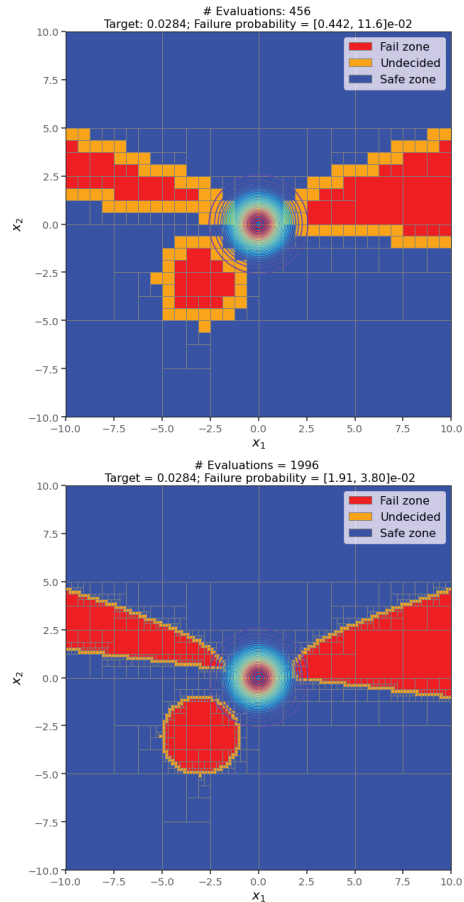 # Evaluations: 456
Target: 0.0284; Failure probability = [0.442, 11.6]e-02
10.0
7.5
5.0
2.5
0.0
−2.5
−5.0
−7.5
−10.0
x₂
Fail zone
Undecided
Safe zone
−10.0 −7.5 −5.0 −2.5 0.0 2.5 5.0 7.5 10.0
x₁
# Evaluations = 1996
Target = 0.0284; Failure probability = [1.91, 3.80]e-02
10.0
7.5
5.0
2.5
0.0
−2.5
−5.0
−7.5
−10.0
x₂
Fail zone
Undecided
Safe zone
−10.0 −7.5 −5.0 −2.5 0.0 2.5 5.0 7.5 10.0
x₁